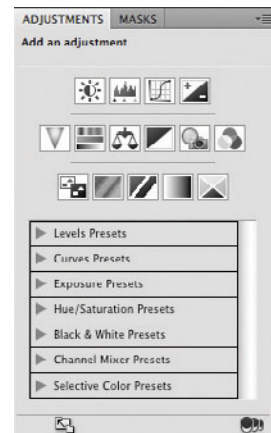 ADJUSTMENTS MASKS
Add an adjustment
Levels Presets
Curves Presets
Exposure Presets
Hue/Saturation Presets
Black & White Presets
Channel Mixer Presets
Selective Color Presets